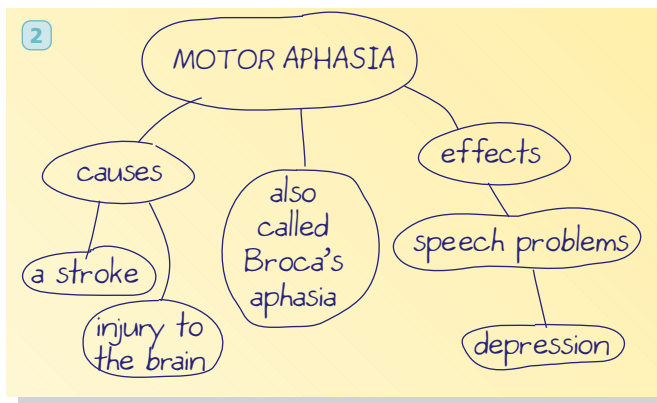 2
MOTOR APHASIA
causes
a stroke
injury to
the brain
also
called
Broca's
aphasia
effects
speech problems
depression